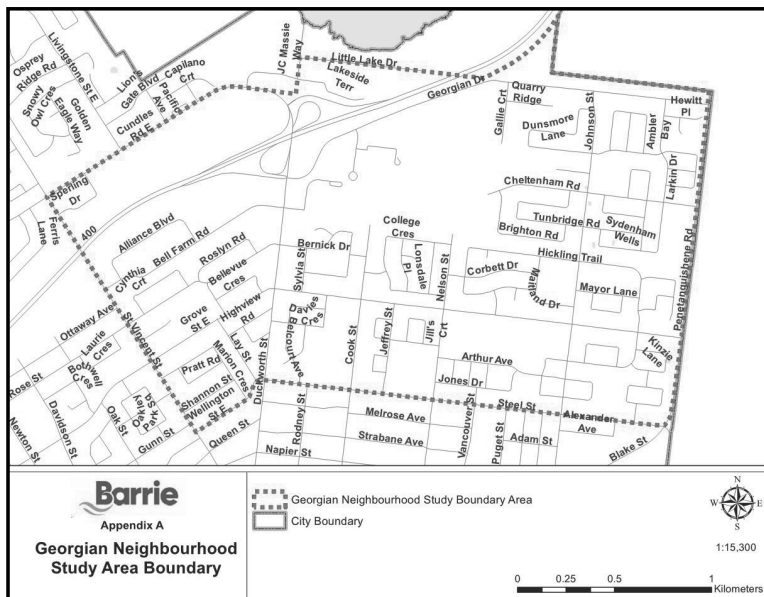 Livingstone St E
Osprey
Ridge Rd
Snowy
Owl Cres
Golden
Eagle Way
Lion's
Gate Blvd
Capilano
Crt
Pacific
Ave
Cundles
Rd E
JC Massie
Way
Little Lake Dr
Lakeside
Terr
Georgian Dr
Gallie Crt
Quarry
Ridge
Dunsmore
Lane
Johnson St
Ambler
Bay
Hewitt
Pl
Larkin Dr
Penetanguishene Rd
Cheltenham Rd
Tunbridge Rd
Brighton Rd
Sydenham
Wells
Hickling Trail
Spening
Dr
Ferris
Lane
400
Alliance Blvd
Bell Farm Rd
Roslyn Rd
Cynthia
Crt
Bellevue
Cres
Bernick Dr
Sylvia St
College
Cres
Lonsdale
Pl
Nelson St
Corbett Dr
Maitland Dr
Mayor Lane
Kinzie
Lane
Ottaway Ave
St Vincent St
Grove
St E
Highview
Rd
Davies
Cres
Belcourt Ave
Cook St
Jeffrey St
Jill's
Crt
Arthur Ave
Jones Dr
Laurie
Cres
Bothwell
Cres
Rose St
Pratt Rd
Lay St
Marion Cres
Shannon St
Wellington
St E
Duckworth St
Oakley
Park
Sq
Oak St
Davidson St
Newton St
Gunn St
Queen St
Rodney St
Napier St
Melrose Ave
Strabane Ave
Vancouver St
Puget St
Steel St
Adam St
Alexander
Ave
Blake St
Barrie
Appendix A
Georgian Neighbourhood
Study Area Boundary
Georgian Neighbourhood Study Boundary Area
City Boundary
N
W
E
S
1:15,300
0 0.25 0.5 1
Kilometers